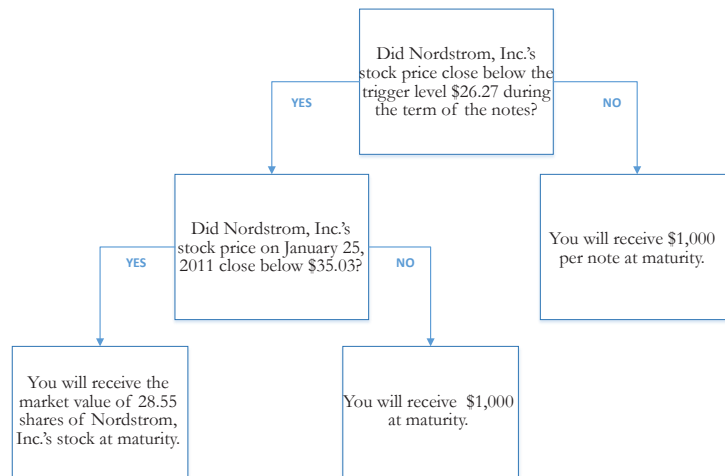 Did Nordstrom, Inc.'s
stock price close below the
trigger level $26.27 during
the term of the notes?
YES
NO
Did Nordstrom, Inc.'s
stock price on January 25,
2011 close below $35.03?
You will receive $1,000
per note at maturity.
YES
NO
You will receive the
market value of 28.55
shares of Nordstrom,
Inc.'s stock at maturity.
You will receive $1,000
at maturity.